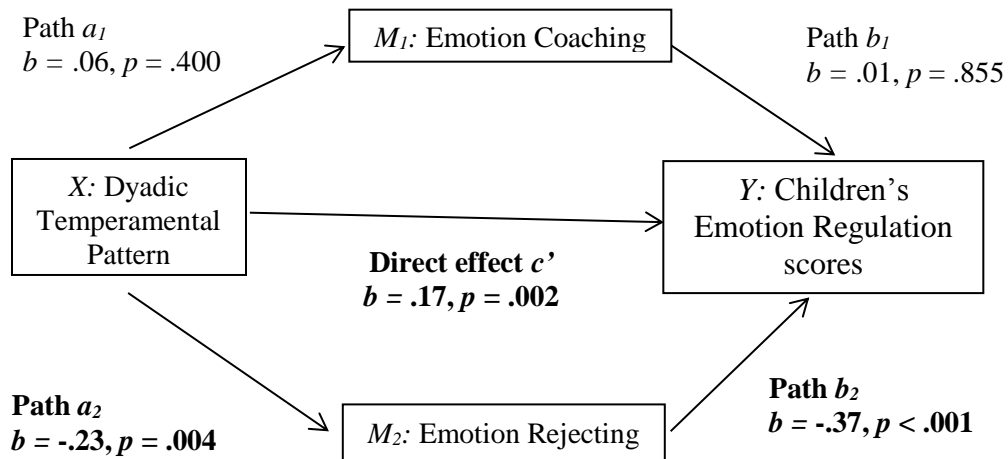 Path a1
b = .06, p = .400
M1: Emotion Coaching
Path b1
b = .01, p = .855
X: Dyadic
Temperamental
Pattern
Y: Children’s
Emotion Regulation
scores
Direct effect c’
b = .17, p = .002
Path a2
b = -.23, p = .004
M2: Emotion Rejecting
Path b2
b = -.37, p < .001